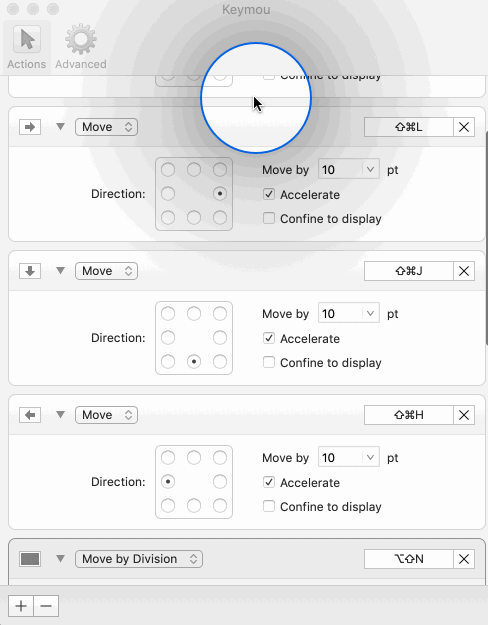 Keymou
Actions
Advanced
Confine to display
Move
⇧⌘L
Direction:
Move by 10 pt
Accelerate
Confine to display
Move
⇧⌘J
Direction:
Move by 10 pt
Accelerate
Confine to display
Move
⇧⌘H
Direction:
Move by 10 pt
Accelerate
Confine to display
Move by Division
⌥⇧N